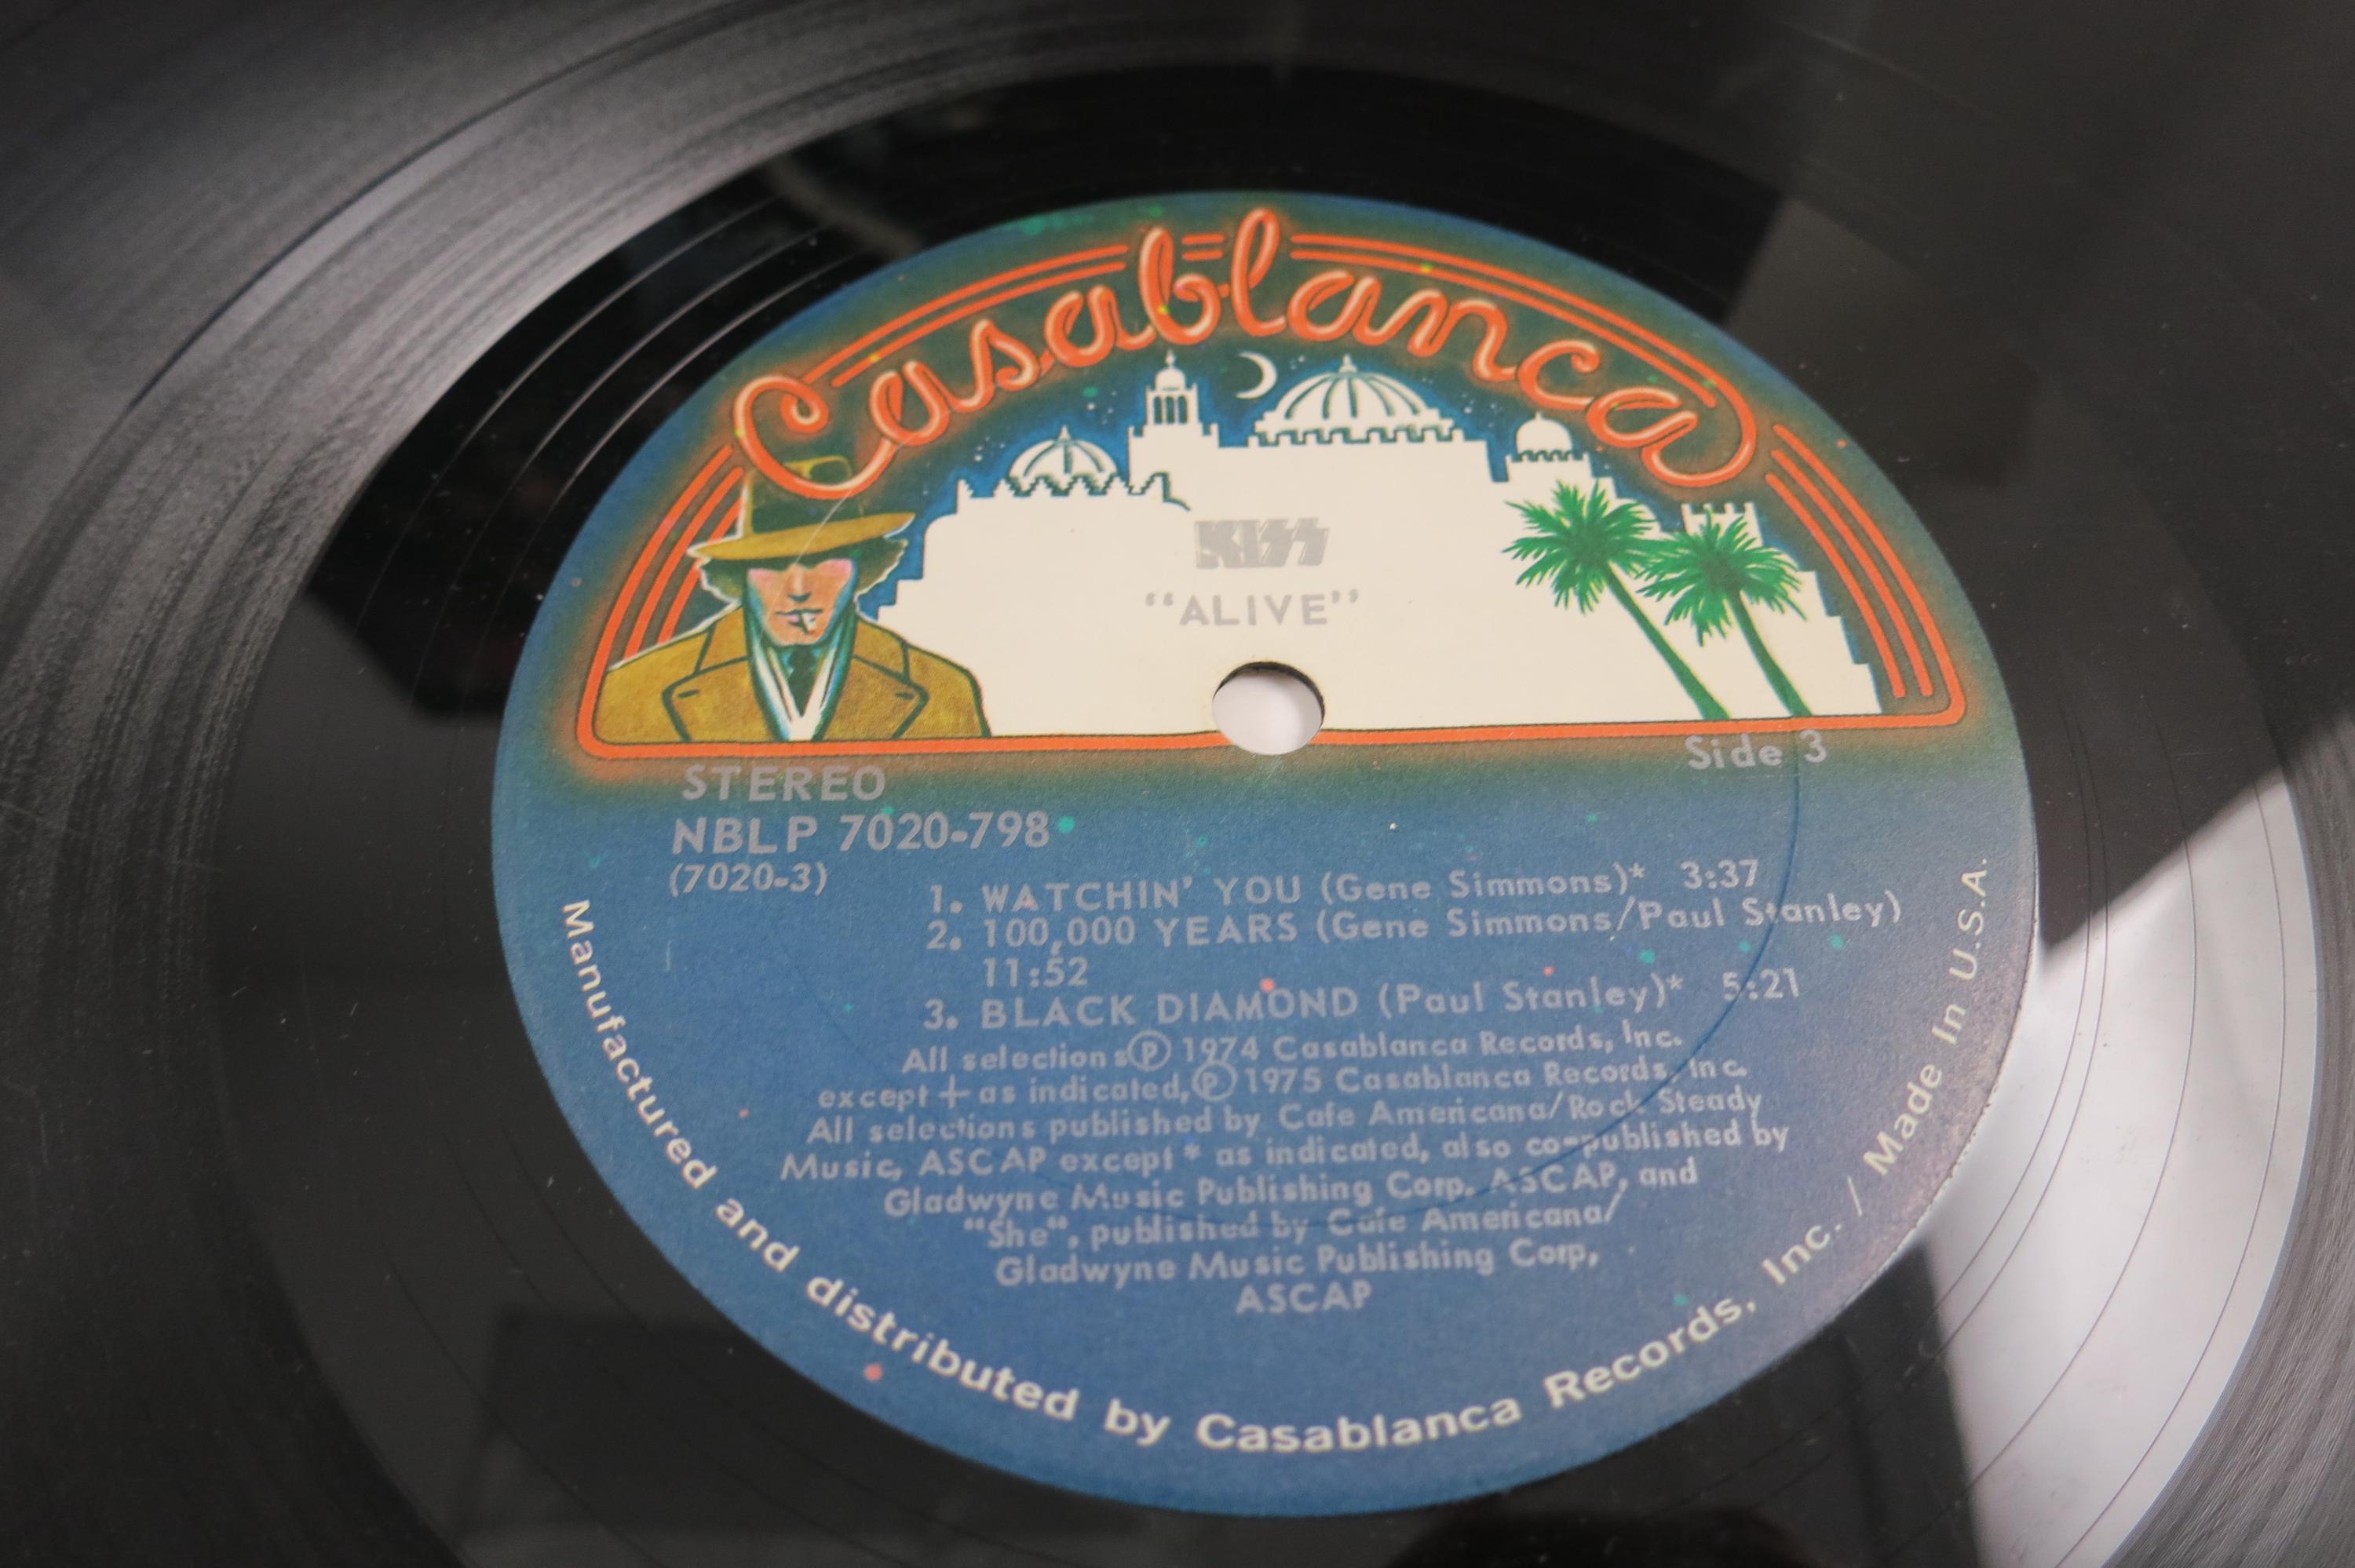 Casablanca
KISS
“ALIVE”
STEREO
Side 3
NBLP 7020-798
(7020-3)
1. WATCHIN' YOU (Gene Simmons)* 3:37
2. 100,000 YEARS (Gene Simmons/Paul Stanley)
11:52
3. BLACK DIAMOND (Paul Stanley)* 5:21
All selections Ⓟ 1974 Casablanca Records, Inc.
except + as indicated, Ⓟ 1975 Casablanca Records, Inc.
All selections published by Cafe Americana/Rock Steady
Music, ASCAP except * as indicated, also co-published by
Gladwyne Music Publishing Corp. ASCAP, and
“She”, published by Cafe Americana/
Gladwyne Music Publishing Corp,
ASCAP
Manufactured and distributed by Casablanca Records, Inc. / Made In U.S.A.